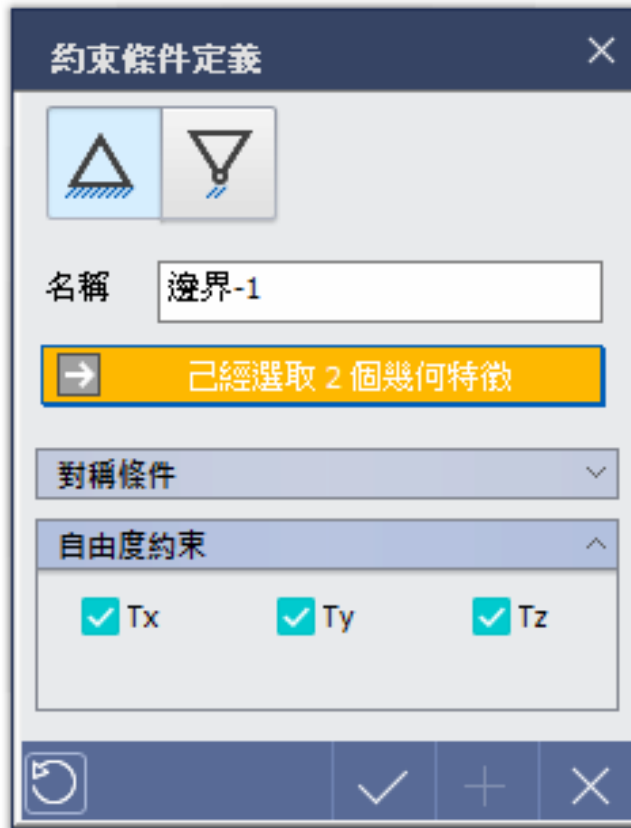 約束條件定義
名稱 邊界-1
己經選取 2 個幾何特徵
對稱條件
自由度約束
Tx Ty Tz